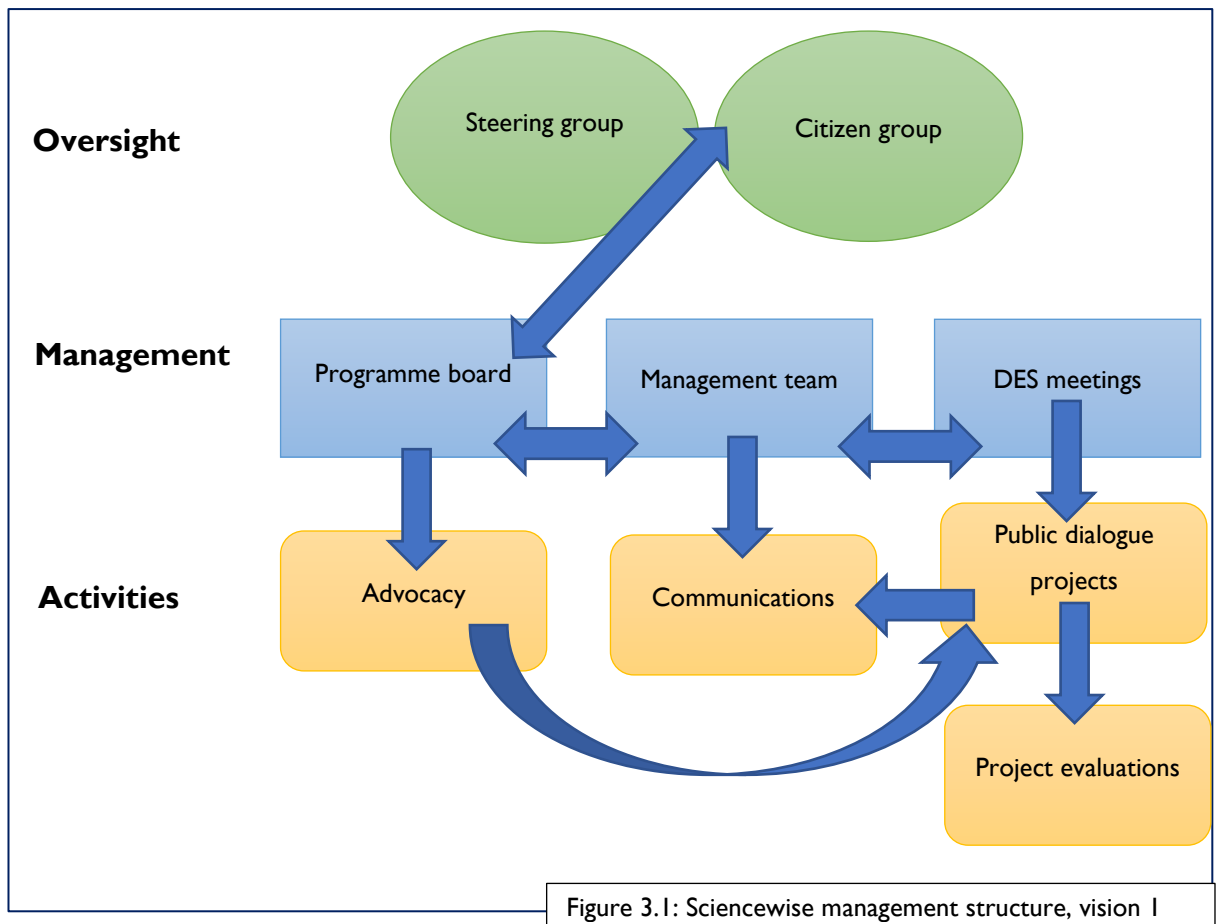 Oversight
Steering group
Citizen group
Management
Programme board
Management team
DES meetings
Activities
Advocacy
Communications
Public dialogue
projects
Project evaluations
Figure 3.1: Sciencewise management structure, vision 1